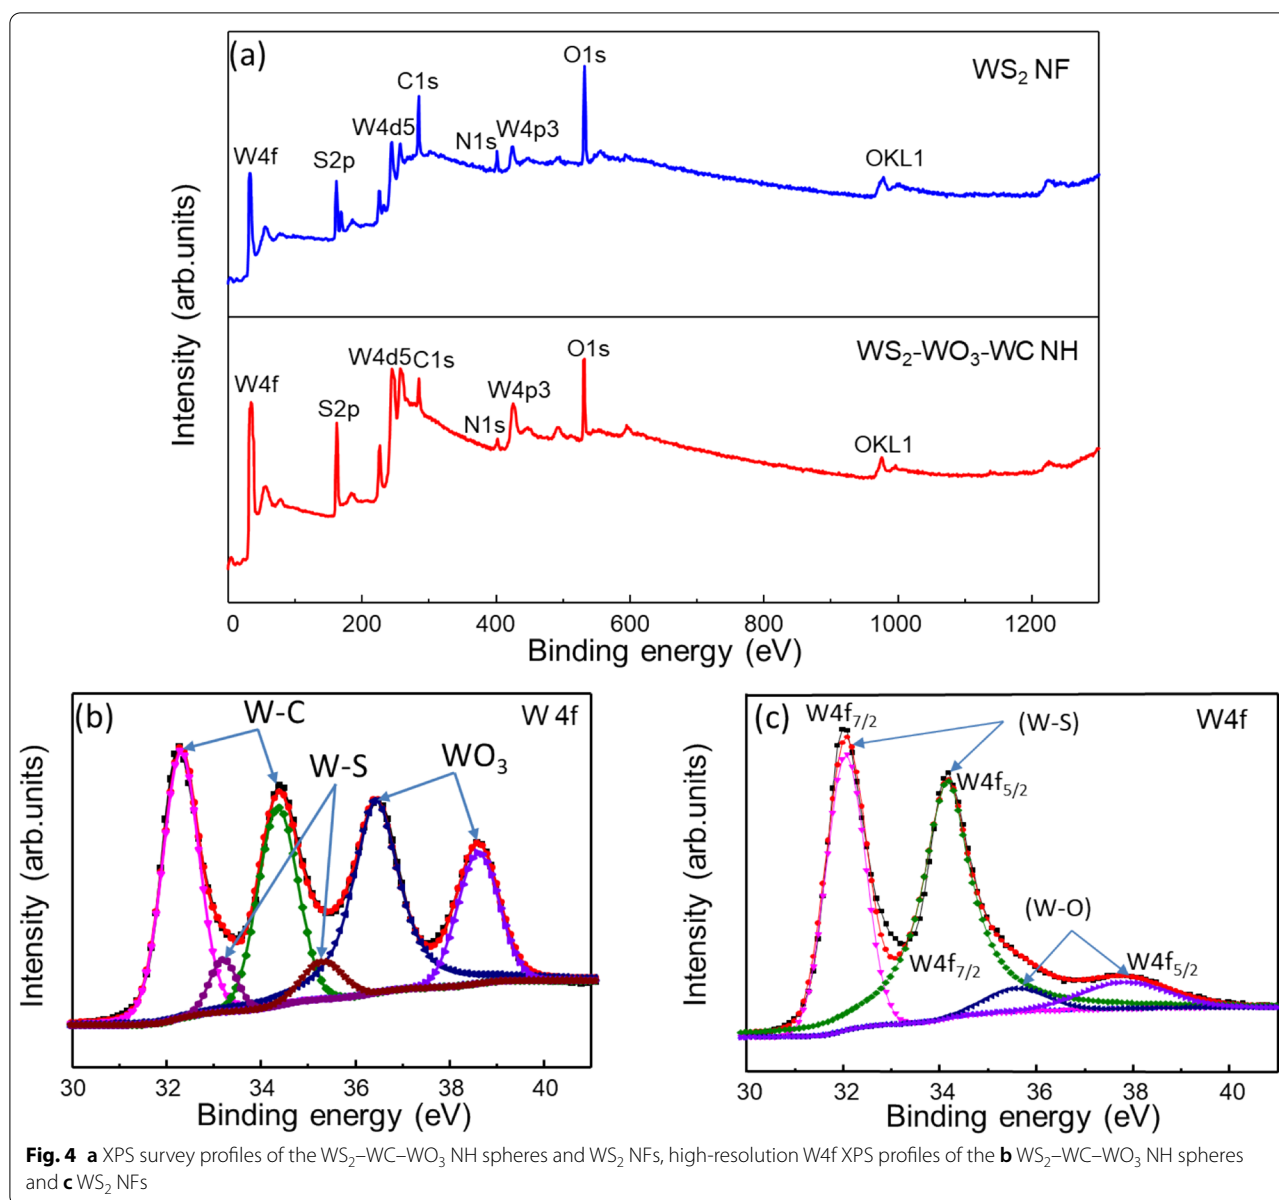 (a)
WS₂ NF
O1s
C1s
W4d5
N1s
W4p3
W4f
S2p
OKL1
Intensity (arb.units)
WS₂-WO₃-WC NH
O1s
W4d5
C1s
W4f
W4p3
S2p
N1s
OKL1
0 200 400 600 800 1000 1200
Binding energy (eV)
(b)
W 4f
W-C
W-S
WO₃
Intensity (arb.units)
30 32 34 36 38 40
Binding energy (eV)
(c)
W4f
W4f₇/₂
(W-S)
W4f₅/₂
(W-O)
W4f₇/₂
W4f₅/₂
Intensity (arb.units)
30 32 34 36 38 40
Binding energy (eV)
Fig. 4 a XPS survey profiles of the WS₂–WC–WO₃ NH spheres and WS₂ NFs, high-resolution W4f XPS profiles of the b WS₂–WC–WO₃ NH spheres
and c WS₂ NFs